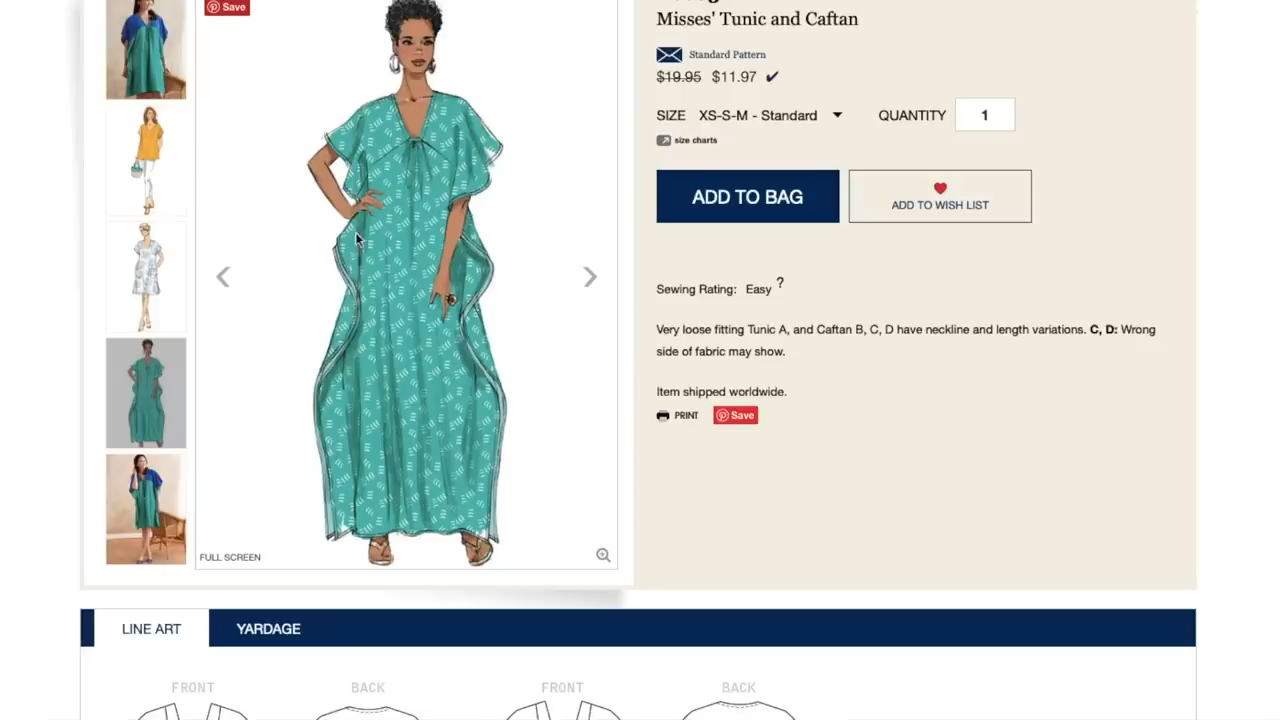 Save
Misses' Tunic and Caftan
Standard Pattern
$19.95 $11.97 ✔
SIZE XS-S-M - Standard QUANTITY 1
size charts
ADD TO BAG
ADD TO WISH LIST
Sewing Rating: Easy ?
Very loose fitting Tunic A, and Caftan B, C, D have neckline and length variations. C, D: Wrong
side of fabric may show.
Item shipped worldwide.
PRINT Save
FULL SCREEN
LINE ART YARDAGE
FRONT BACK FRONT BACK